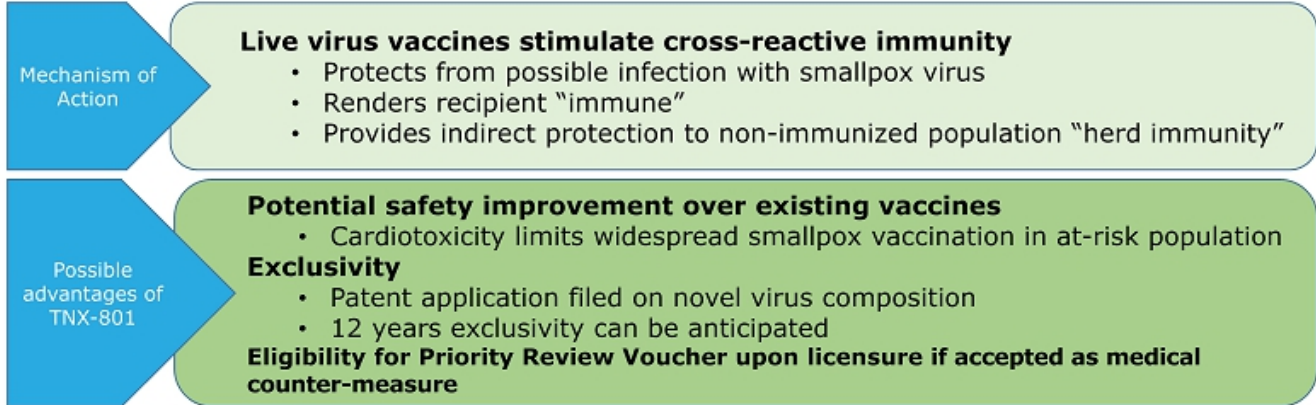 Mechanism of
Action
Live virus vaccines stimulate cross-reactive immunity
• Protects from possible infection with smallpox virus
• Renders recipient “immune”
• Provides indirect protection to non-immunized population “herd immunity”
Possible
advantages of
TNX-801
Potential safety improvement over existing vaccines
• Cardiotoxicity limits widespread smallpox vaccination in at-risk population
Exclusivity
• Patent application filed on novel virus composition
• 12 years exclusivity can be anticipated
Eligibility for Priority Review Voucher upon licensure if accepted as medical
counter-measure